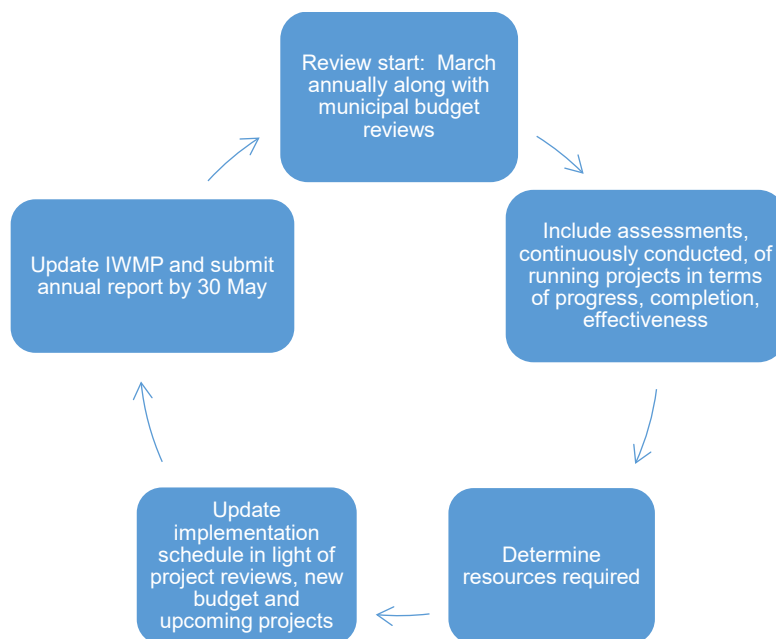 Review start:  March
annually along with
municipal budget
reviews
Include assessments,
continuously conducted, of
running projects in terms
of progress, completion,
effectiveness
Determine
resources required
Update
implementation
schedule in light of
project reviews, new
budget and
upcoming projects
Update IWMP and submit
annual report by 30 May